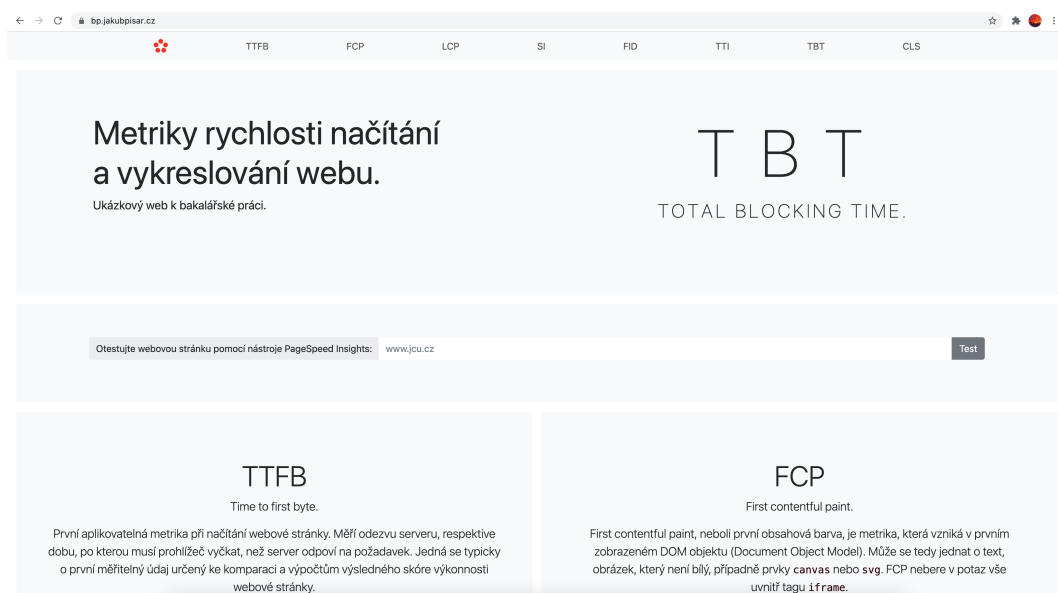 bp.jakubpisar.cz
TTFB FCP LCP SI FID TTI TBT CLS
Metriky rychlosti načítání
a vykreslování webu.
Ukázkový web k bakalářské práci.
TBT
TOTAL BLOCKING TIME.
Otestujte webovou stránku pomocí nástroje PageSpeed Insights: www.jcu.cz Test
TTFB
Time to first byte.
První aplikovatelná metrika při načítání webové stránky. Měří odezvu serveru, respektive
dobu, po kterou musí prohlížeč vyčkat, než server odpoví na požadavek. Jedná se typicky
o první měřitelný údaj určený ke komparaci a výpočtům výsledného skóre výkonnosti
webové stránky.
FCP
First contentful paint.
First contentful paint, neboli první obsahová barva, je metrika, která vzniká v prvním
zobrazeném DOM objektu (Document Object Model). Může se tedy jednat o text,
obrázek, který není bílý, případně prvky canvas nebo svg. FCP nebere v potaz vše
uvnitř tagu iframe.